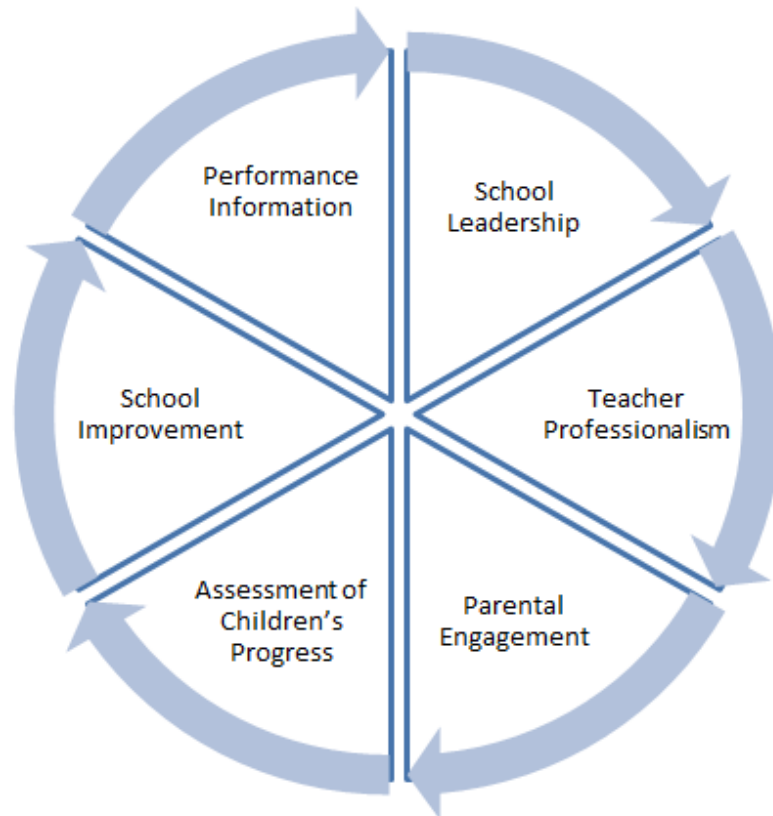 Performance
Information
School
Leadership
School
Improvement
Teacher
Professionalism
Assessment of
Children’s
Progress
Parental
Engagement